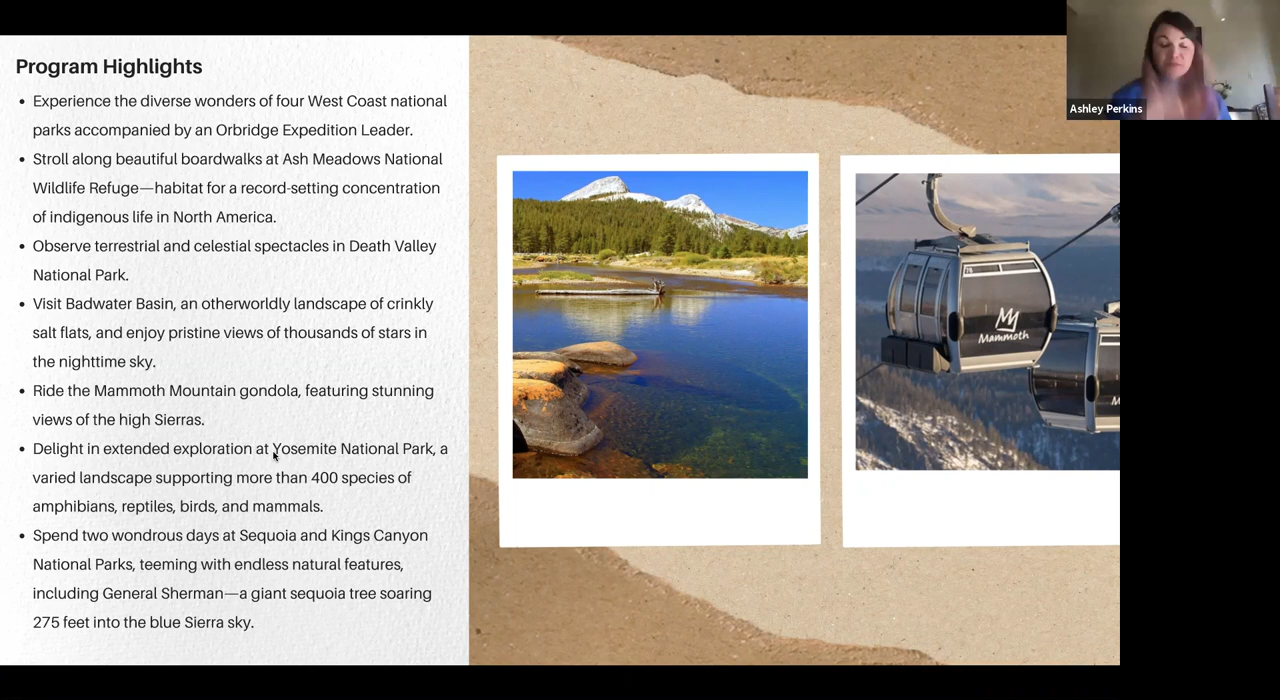 Program Highlights
• Experience the diverse wonders of four West Coast national
parks accompanied by an Orbridge Expedition Leader.
• Stroll along beautiful boardwalks at Ash Meadows National
Wildlife Refuge—habitat for a record-setting concentration
of indigenous life in North America.
• Observe terrestrial and celestial spectacles in Death Valley
National Park.
• Visit Badwater Basin, an otherworldly landscape of crinkly
salt flats, and enjoy pristine views of thousands of stars in
the nighttime sky.
• Ride the Mammoth Mountain gondola, featuring stunning
views of the high Sierras.
• Delight in extended exploration at Yosemite National Park, a
varied landscape supporting more than 400 species of
amphibians, reptiles, birds, and mammals.
• Spend two wondrous days at Sequoia and Kings Canyon
National Parks, teeming with endless natural features,
including General Sherman—a giant sequoia tree soaring
275 feet into the blue Sierra sky.
Mammoth
Ashley Perkins